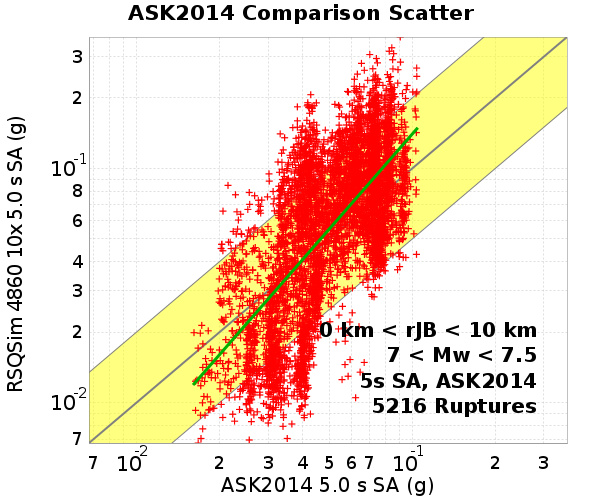 ASK2014 Comparison Scatter
RSQSim 4860 10x 5.0 s SA (g)
3
2
10-1
8
6
4
3
2
10-2
7
0 km < rJB < 10 km
7 < Mw < 7.5
5s SA, ASK2014
5216 Ruptures
7 10-2 2 3 4 5 6 7 10-1 2 3
ASK2014 5.0 s SA (g)